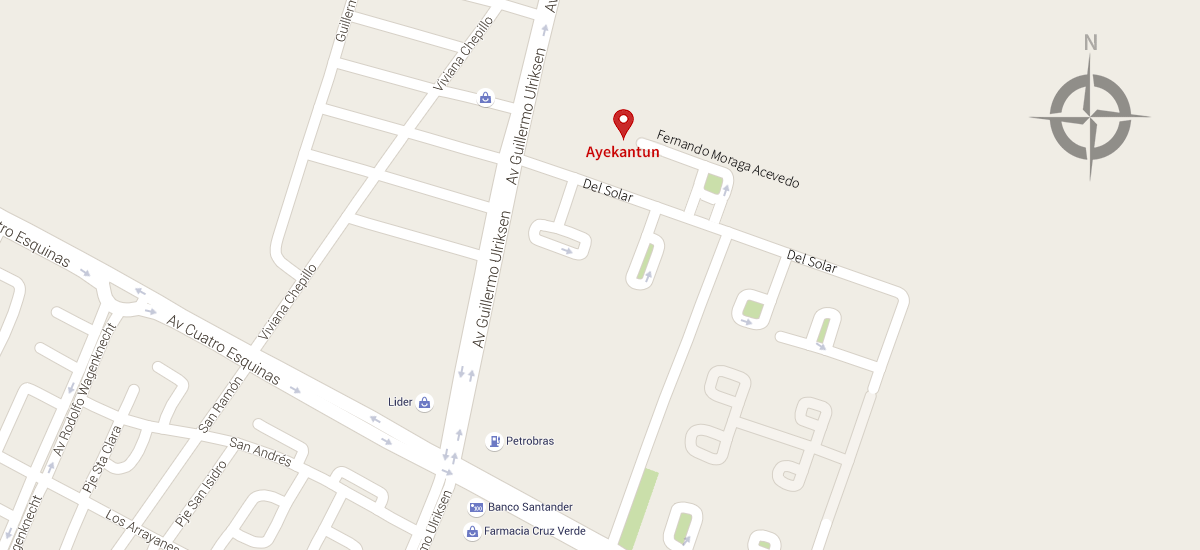 Guillerm
Av
Viviana Chepillo
N
Av Guillermo Ulriksen
Ayekantun
Fernando Moraga Acevedo
Del Solar
tro Esquinas
Av Guillermo Ulriksen
Del Solar
Viviana Chepillo
Av Cuatro Esquinas
Av Rodolfo Wagenknecht
San Ramón
Lider
Petrobras
San Andrés
Pje Sta Clara
Pje San Isidro
Los Arrayanes
genknecht
mo Ulriksen
Banco Santander
Farmacia Cruz Verde